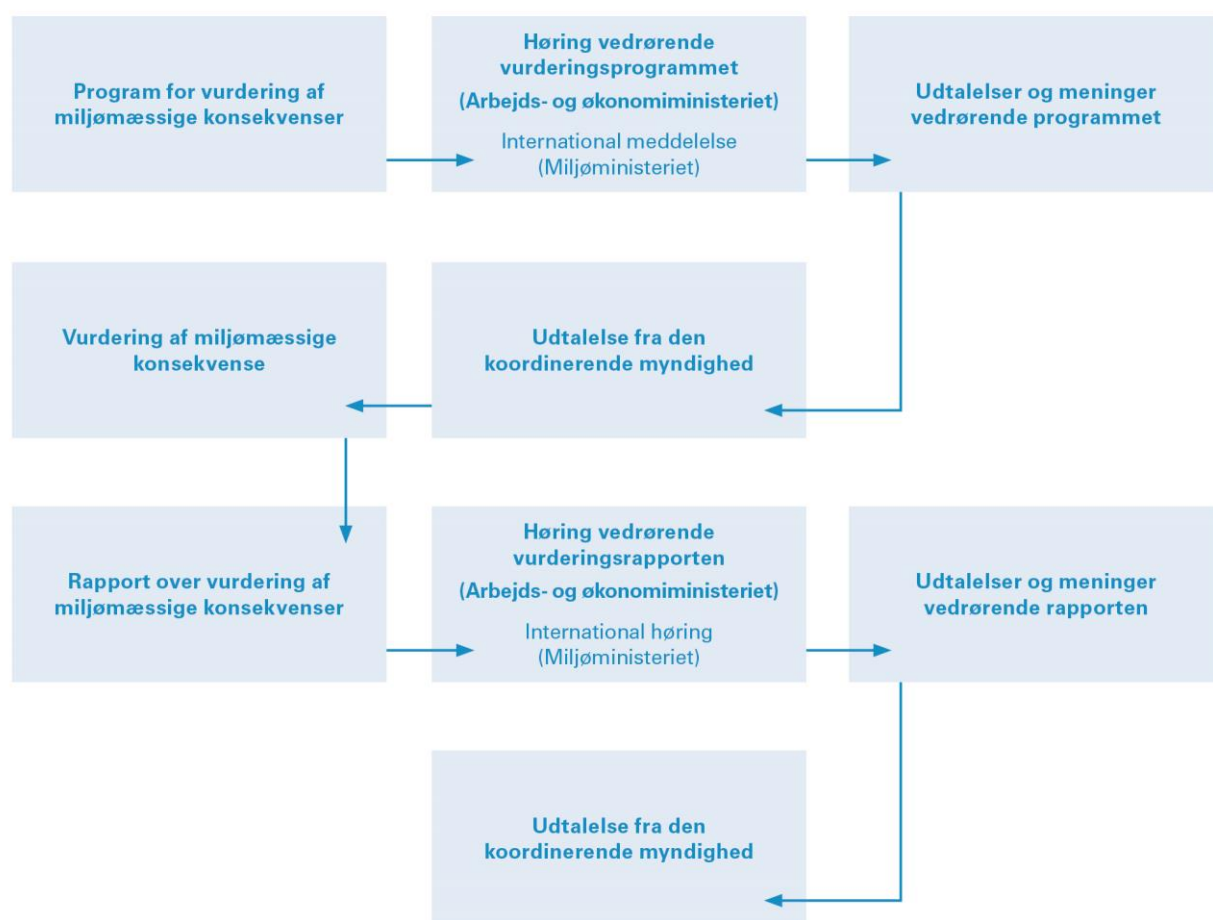 Program for vurdering af
miljømæssige konsekvenser
Høring vedrørende
vurderingsprogrammet
(Arbejds- og økonomiministeriet)
International meddelelse
(Miljøministeriet)
Udtalelser og meninger
vedrørende programmet
Vurdering af miljømæssige
konsekvense
Udtalelse fra den
koordinerende myndighed
Rapport over vurdering af
miljømæssige konsekvenser
Høring vedrørende
vurderingsrapporten
(Arbejds- og økonomiministeriet)
International høring
(Miljøministeriet)
Udtalelser og meninger
vedrørende rapporten
Udtalelse fra den
koordinerende myndighed